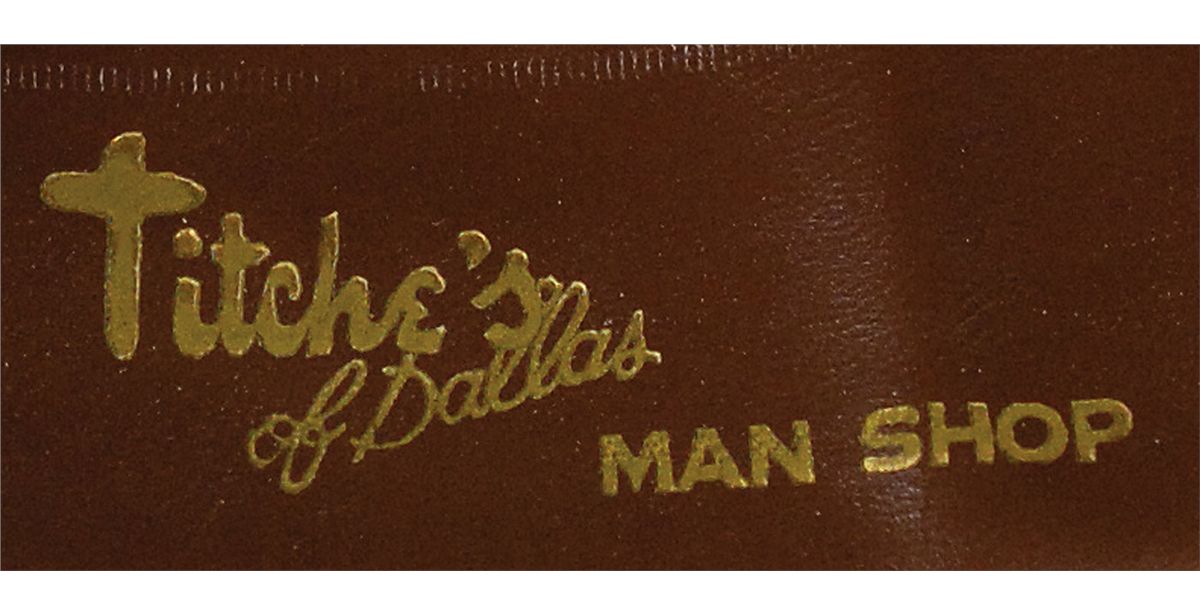 Titche's
of Dallas
MAN SHOP